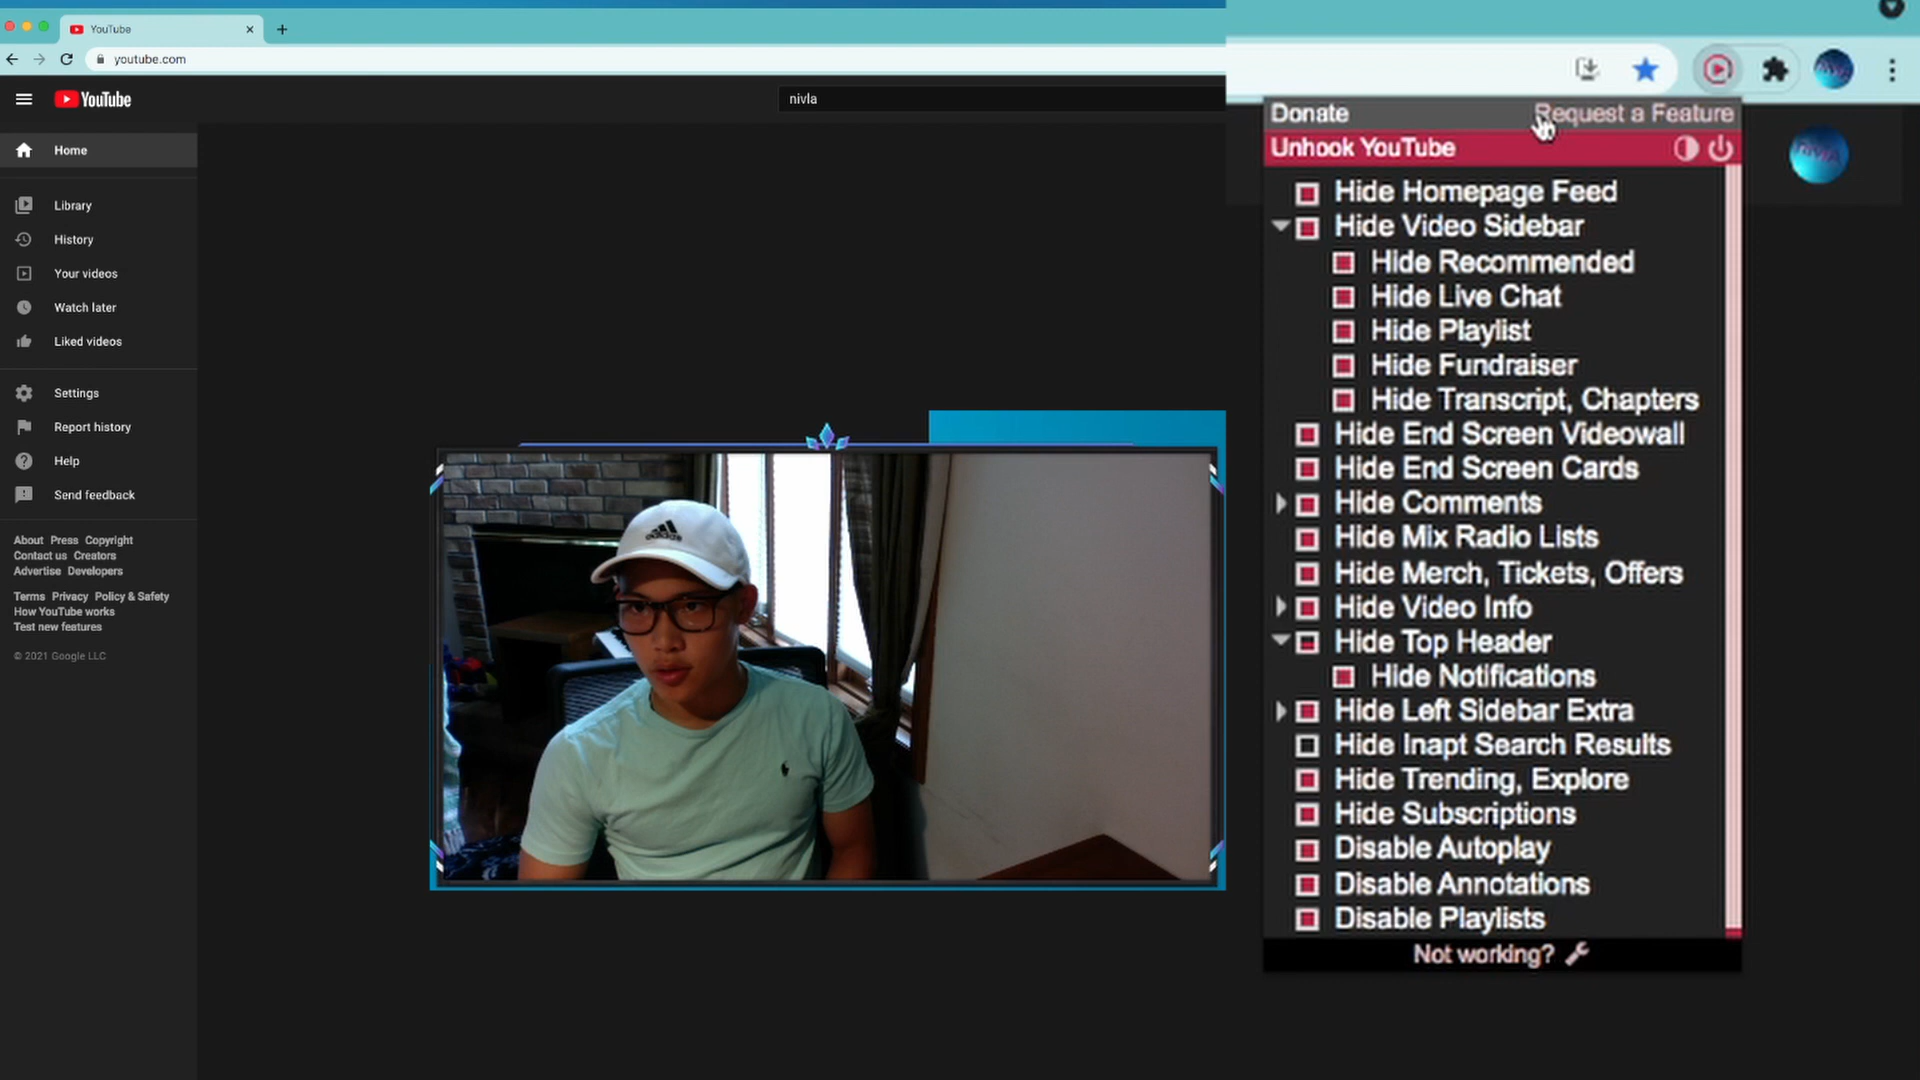 YouTube
youtube.com
YouTube
nivla
Home
Library
History
Your videos
Watch later
Liked videos
Settings
Report history
Help
Send feedback
About Press Copyright
Contact us Creators
Advertise Developers
Terms Privacy Policy & Safety
How YouTube works
Test new features
© 2021 Google LLC
adidas
Donate Request a Feature
Unhook YouTube
Hide Homepage Feed
Hide Video Sidebar
Hide Recommended
Hide Live Chat
Hide Playlist
Hide Fundraiser
Hide Transcript, Chapters
Hide End Screen Videowall
Hide End Screen Cards
Hide Comments
Hide Mix Radio Lists
Hide Merch, Tickets, Offers
Hide Video Info
Hide Top Header
Hide Notifications
Hide Left Sidebar Extra
Hide Inapt Search Results
Hide Trending, Explore
Hide Subscriptions
Disable Autoplay
Disable Annotations
Disable Playlists
Not working?